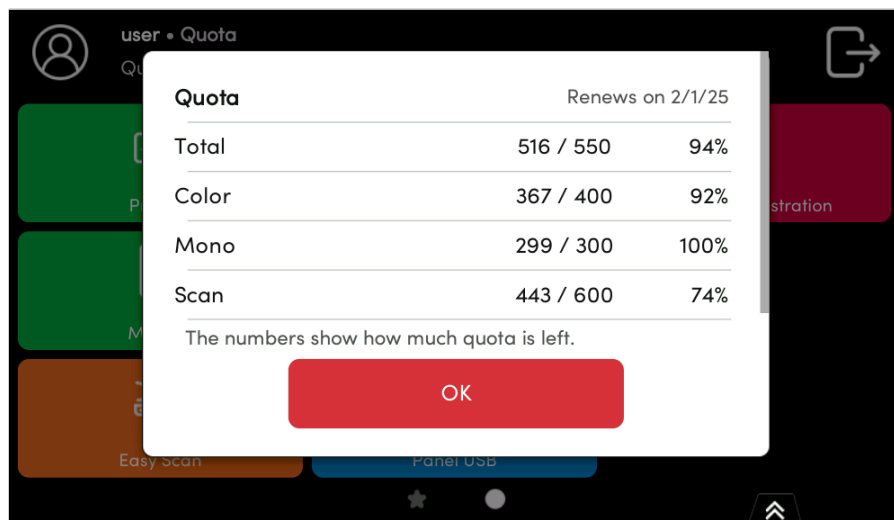 user • Quota
Quota Renews on 2/1/25
Total 516 / 550 94%
Color 367 / 400 92%
Mono 299 / 300 100%
Scan 443 / 600 74%
The numbers show how much quota is left.
OK
Easy Scan
Panel USB